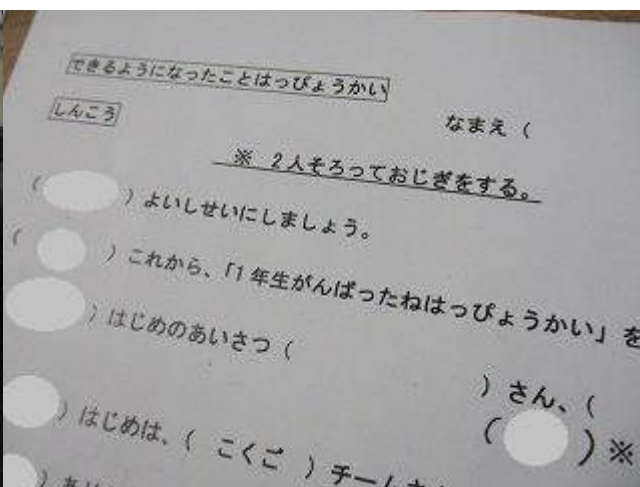 できるようになったことはっぴょうかい
しんこう
なまえ（
※ 2人そろっておじぎをする。
（ ）よいしせいにしましょう。
（ ）これから、「1年生がんばったねはっぴょうかい」を
）はじめのあいさつ（ ）さん、（
（ ）※
）はじめは、（ こくご ）チーム
）